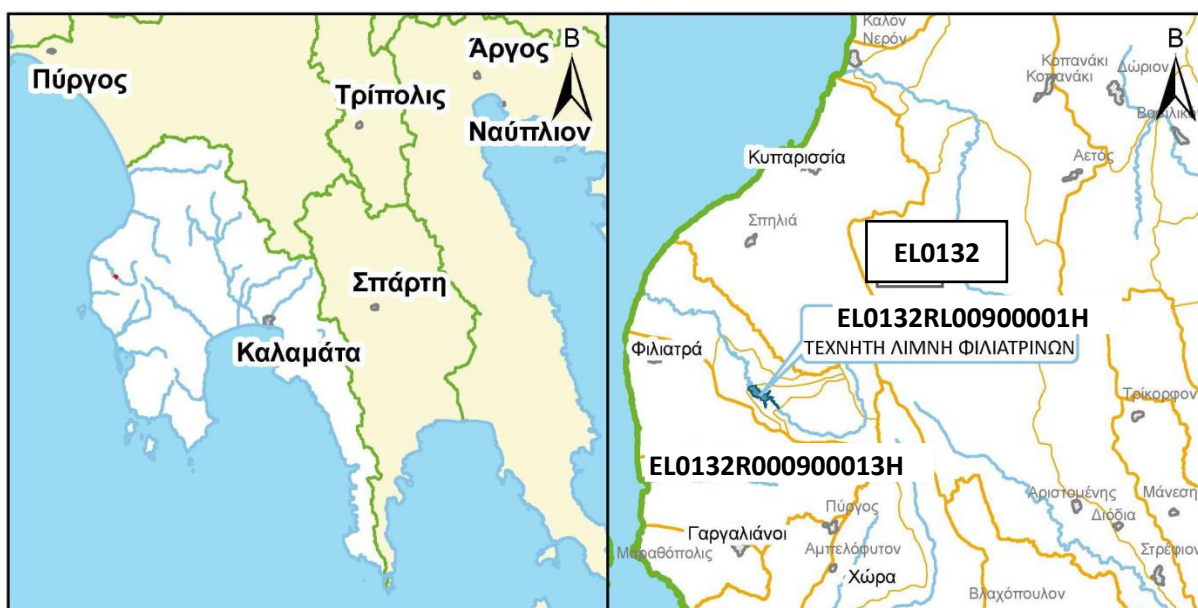 Πύργος
Άργος
Β
Τρίπολις
Ναύπλιον
Σπάρτη
Καλαμάτα
Καλόν
Νερόν
Β
Κοπανάκι
Κοπανάκι
Δώριον
Βασιλικόν
Κυπαρισσία
Αετός
Σπηλιά
EL0132
EL0132RL00900001H
ΤΕΧΝΗΤΗ ΛΙΜΝΗ ΦΙΛΙΑΤΡΙΝΩΝ
Φιλιατρά
Τρίκορφον
EL0132R000900013H
Αριστομένης
Μάνεση
Πύργος
Διόδια
Γαργαλιάνοι
Μαραθόπολις
Αμπελόφυτον
Στρέφιον
Χώρα
Βλαχόπουλον